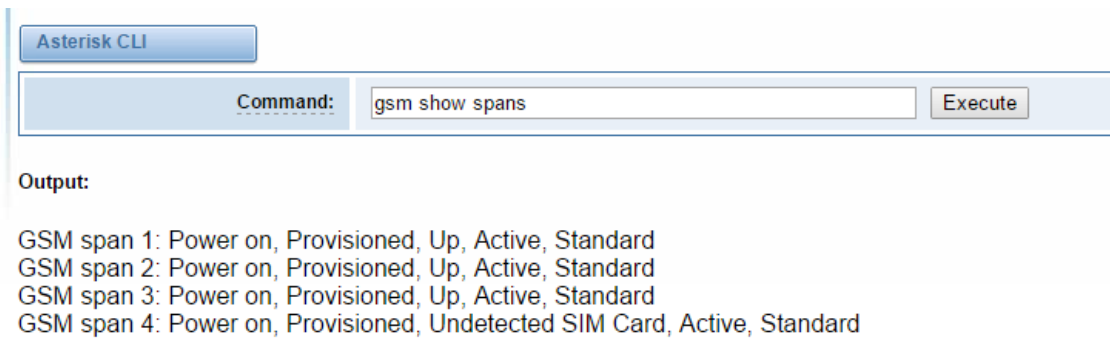 Asterisk CLI
Command: gsm show spans Execute
Output:
GSM span 1: Power on, Provisioned, Up, Active, Standard
GSM span 2: Power on, Provisioned, Up, Active, Standard
GSM span 3: Power on, Provisioned, Up, Active, Standard
GSM span 4: Power on, Provisioned, Undetected SIM Card, Active, Standard